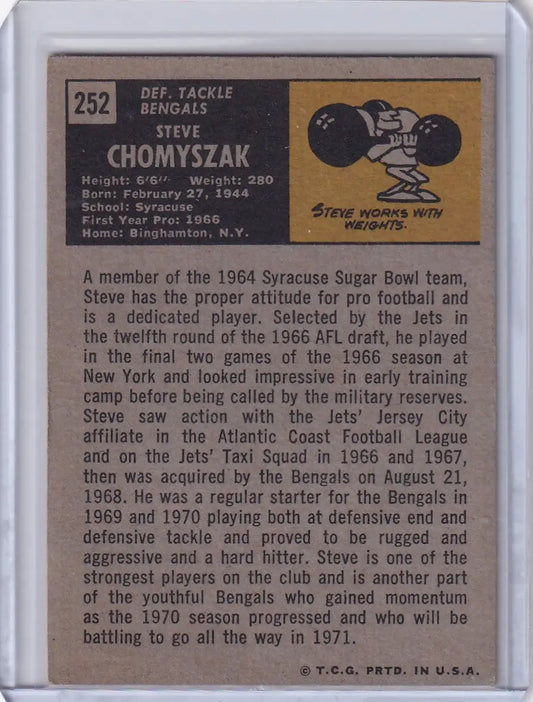 252
DEF. TACKLE
BENGALS
STEVE
CHOMYSZAK
Height: 6'6" Weight: 280
Born: February 27, 1944
School: Syracuse
First Year Pro: 1966
Home: Binghamton, N.Y.
STEVE WORKS WITH
WEIGHTS.
A member of the 1964 Syracuse Sugar Bowl team,
Steve has the proper attitude for pro football and
is a dedicated player. Selected by the Jets in
the twelfth round of the 1966 AFL draft, he played
in the final two games of the 1966 season at
New York and looked impressive in early training
camp before being called by the military reserves.
Steve saw action with the Jets' Jersey City
affiliate in the Atlantic Coast Football League
and on the Jets' Taxi Squad in 1966 and 1967,
then was acquired by the Bengals on August 21,
1968. He was a regular starter for the Bengals in
1969 and 1970 playing both at defensive end and
defensive tackle and proved to be rugged and
aggressive and a hard hitter. Steve is one of the
strongest players on the club and is another part
of the youthful Bengals who gained momentum
as the 1970 season progressed and who will be
battling to go all the way in 1971.
© T.C.G. PRTD. IN U.S.A.